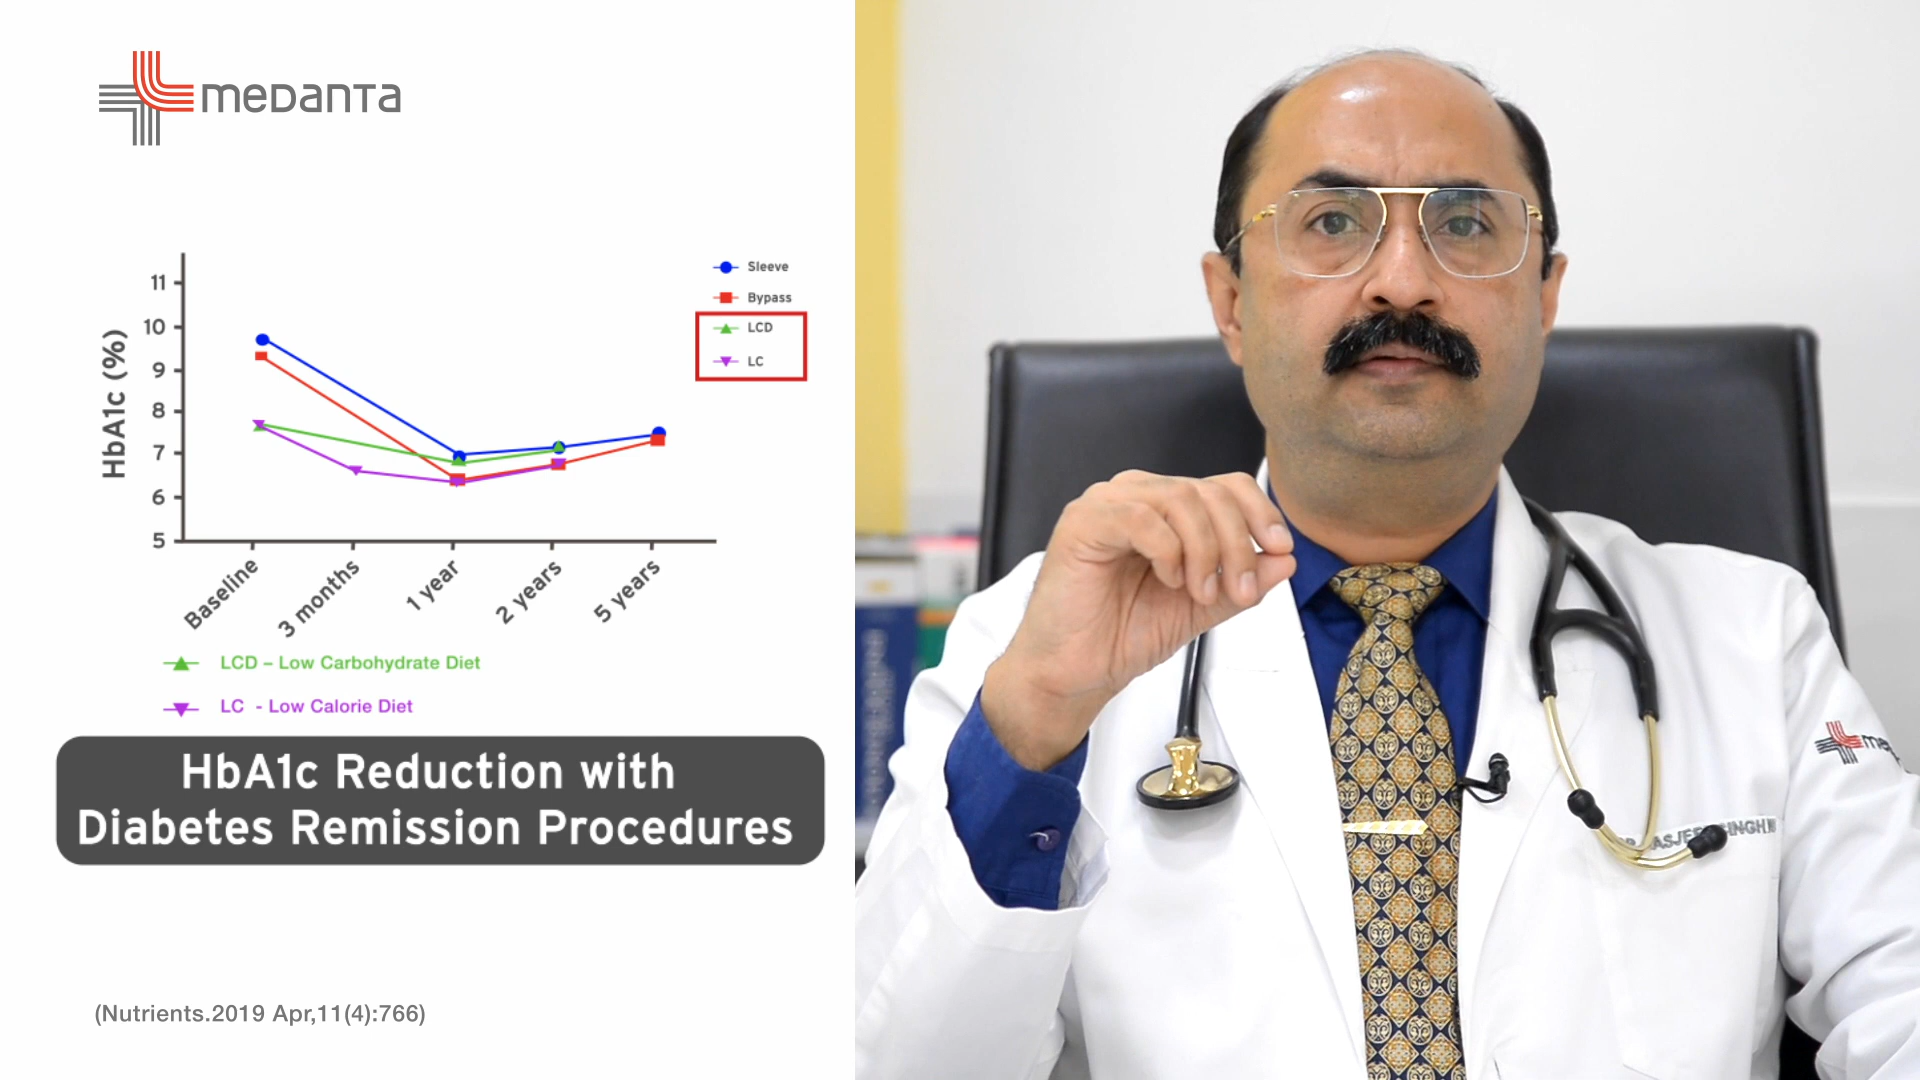 meDanTa
11
10
9
8
7
6
5
HbA1c (%)
Baseline
3 months
1 year
2 years
5 years
Sleeve
Bypass
LCD
LC
LCD – Low Carbohydrate Diet
LC - Low Calorie Diet
HbA1c Reduction with
Diabetes Remission Procedures
(Nutrients.2019 Apr,11(4):766)